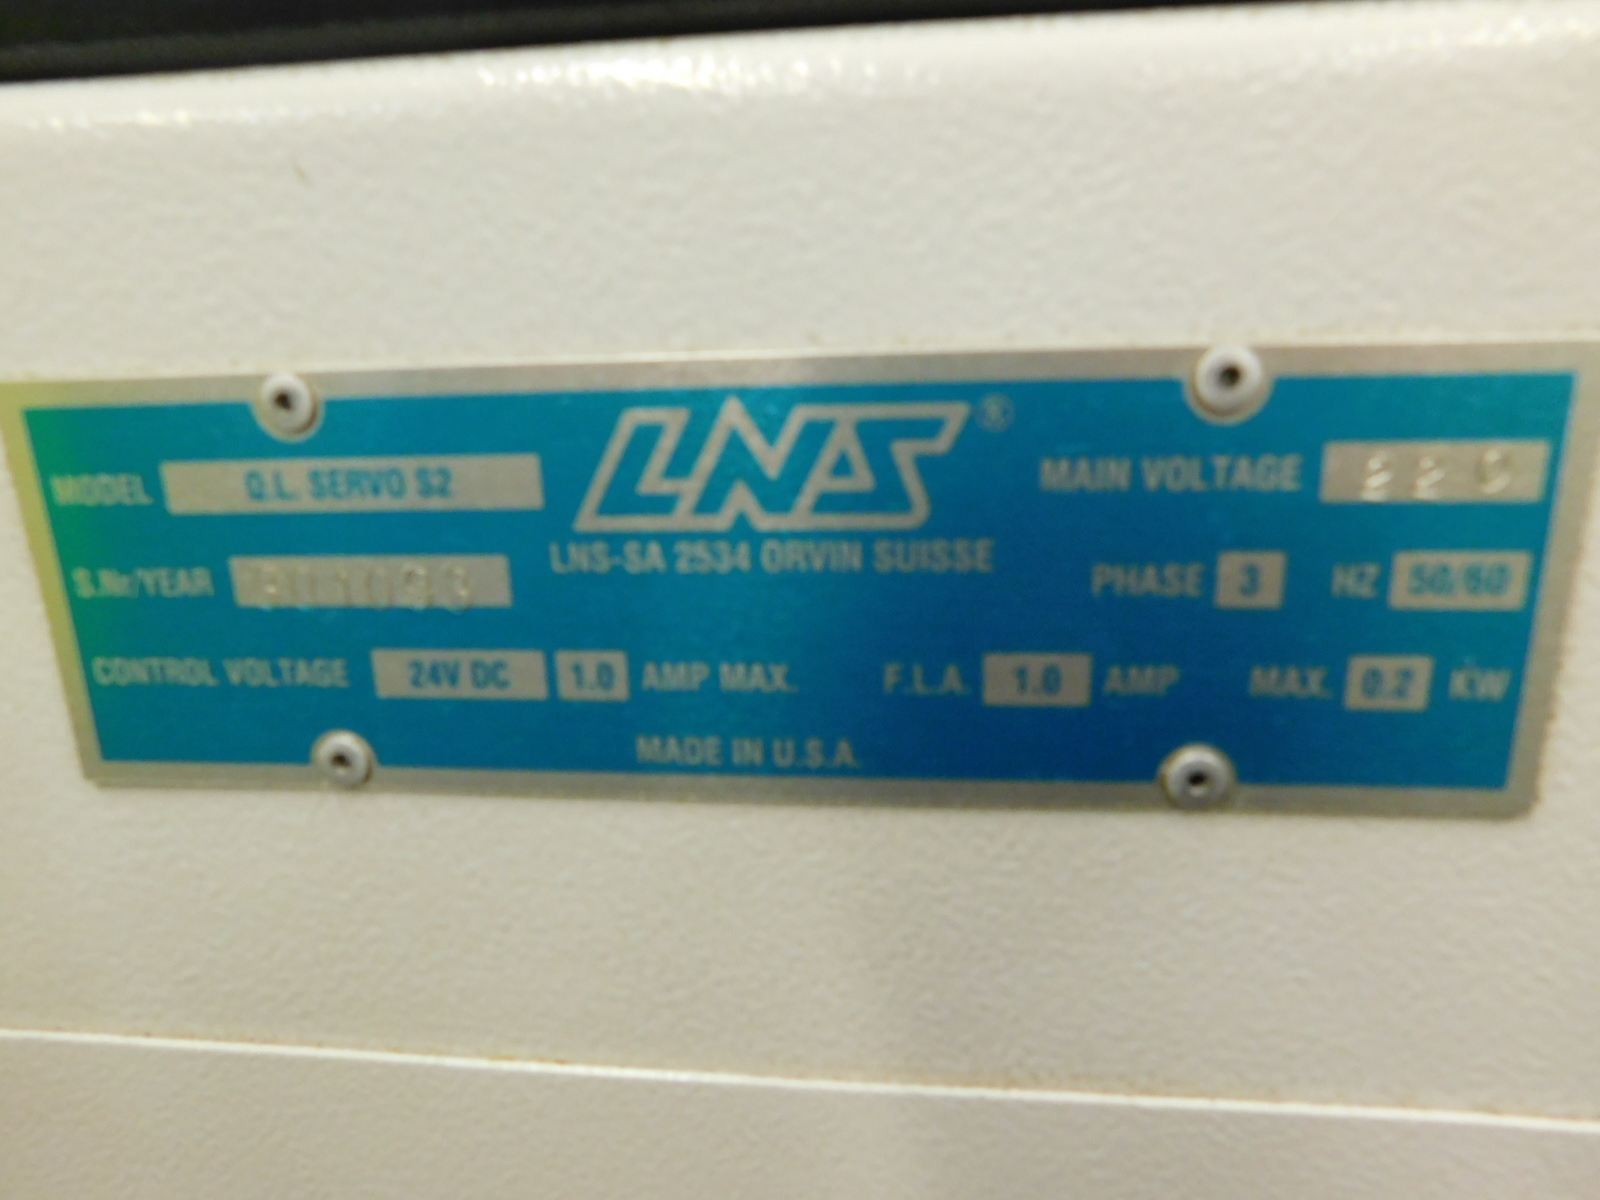 LNS®
MODEL Q.L. SERVO S2
MAIN VOLTAGE 220
LNS-SA 2534 ORVIN SUISSE
S.Nr/YEAR
PHASE 3 HZ 50/60
CONTROL VOLTAGE 24V DC 1.0 AMP MAX. F.L.A. 1.0 AMP MAX. 0.2 KW
MADE IN U.S.A.